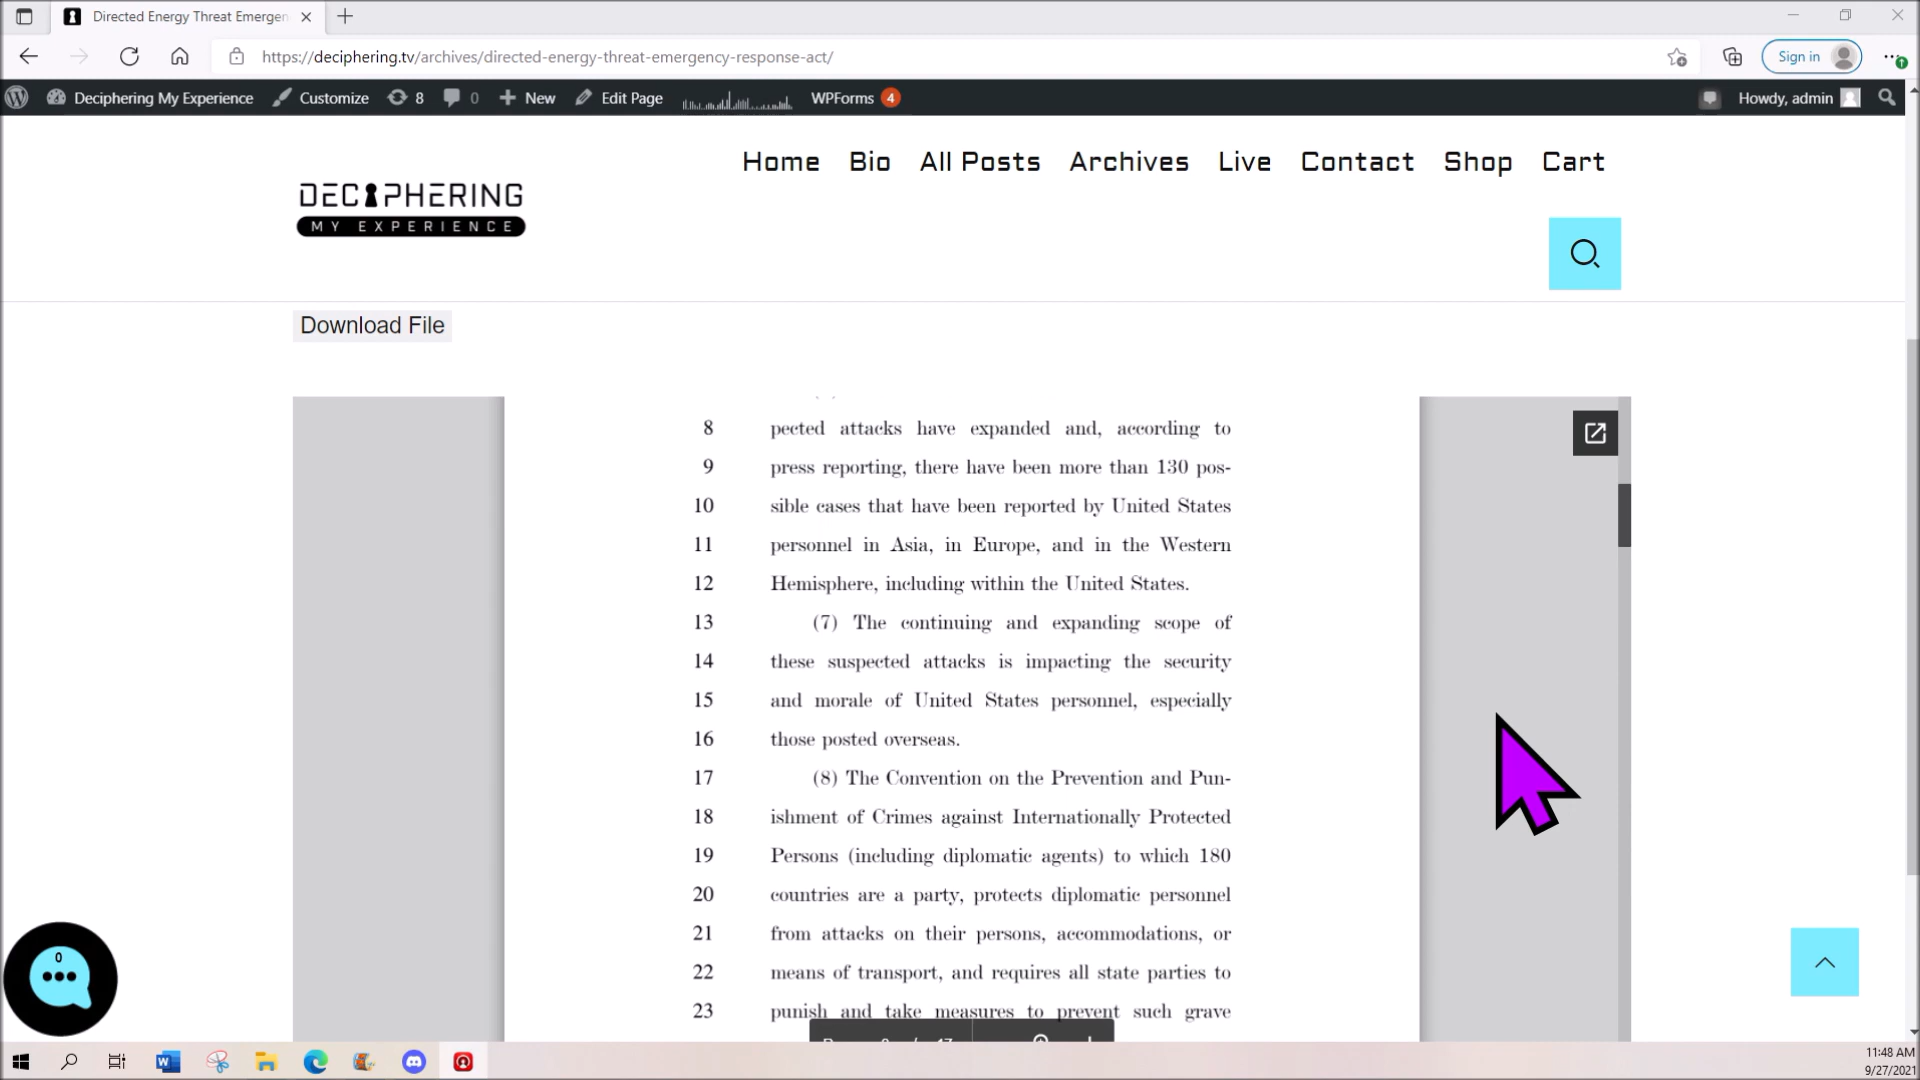 Directed Energy Threat Emergen
https://deciphering.tv/archives/directed-energy-threat-emergency-response-act/
Sign in
Deciphering My Experience Customize 8 0 New Edit Page WPForms 4 Howdy, admin
Home Bio All Posts Archives Live Contact Shop Cart
DECIPHERING
MY EXPERIENCE
Download File
8 pected attacks have expanded and, according to
9 press reporting, there have been more than 130 pos-
10 sible cases that have been reported by United States
11 personnel in Asia, in Europe, and in the Western
12 Hemisphere, including within the United States.
13 (7) The continuing and expanding scope of
14 these suspected attacks is impacting the security
15 and morale of United States personnel, especially
16 those posted overseas.
17 (8) The Convention on the Prevention and Pun-
18 ishment of Crimes against Internationally Protected
19 Persons (including diplomatic agents) to which 180
20 countries are a party, protects diplomatic personnel
21 from attacks on their persons, accommodations, or
22 means of transport, and requires all state parties to
23 punish and take measures to prevent such grave
0
11:48 AM
9/27/2021